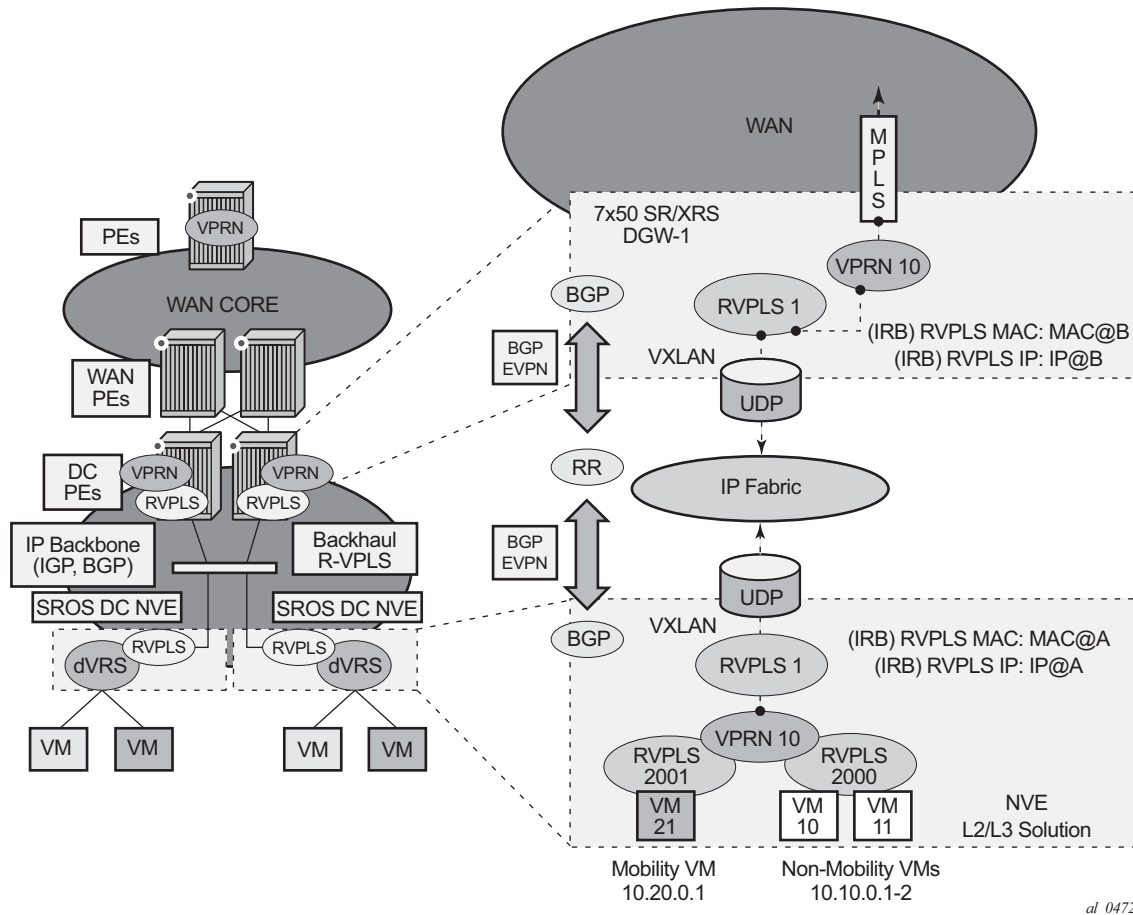 VPRN
PEs
WAN CORE
WAN
PEs
DC
PEs
VPRN
VPRN
RVPLS
RVPLS
IP Backbone
(IGP, BGP)
Backhaul
R-VPLS
SROS DC NVE
SROS DC NVE
RVPLS
RVPLS
dVRS
dVRS
VM
VM
VM
VM
WAN
M
P
L
S
7x50 SR/XRS
DGW-1
VPRN 10
BGP
RVPLS 1
(IRB) RVPLS MAC: MAC@B
(IRB) RVPLS IP: IP@B
BGP
EVPN
VXLAN
UDP
RR
IP Fabric
BGP
EVPN
UDP
BGP
VXLAN
(IRB) RVPLS MAC: MAC@A
(IRB) RVPLS IP: IP@A
RVPLS 1
VPRN 10
RVPLS
2001
RVPLS
2000
VM
21
VM
10
VM
11
NVE
L2/L3 Solution
Mobility VM
10.20.0.1
Non-Mobility VMs
10.10.0.1-2
al_0472